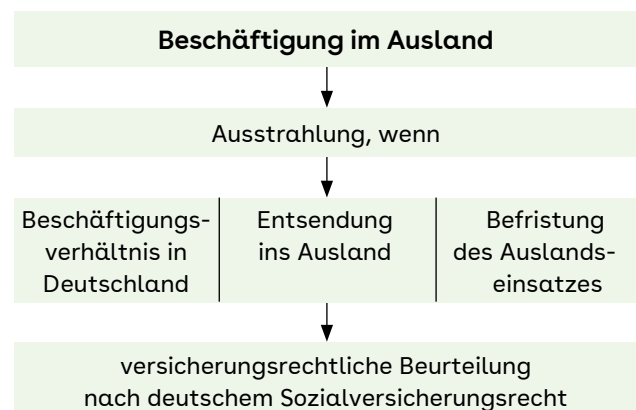 Beschäftigung im Ausland
Ausstrahlung, wenn
Beschäftigungs-
verhältnis in
Deutschland
Entsendung
ins Ausland
Befristung
des Auslands-
einsatzes
versicherungsrechtliche Beurteilung
nach deutschem Sozialversicherungsrecht